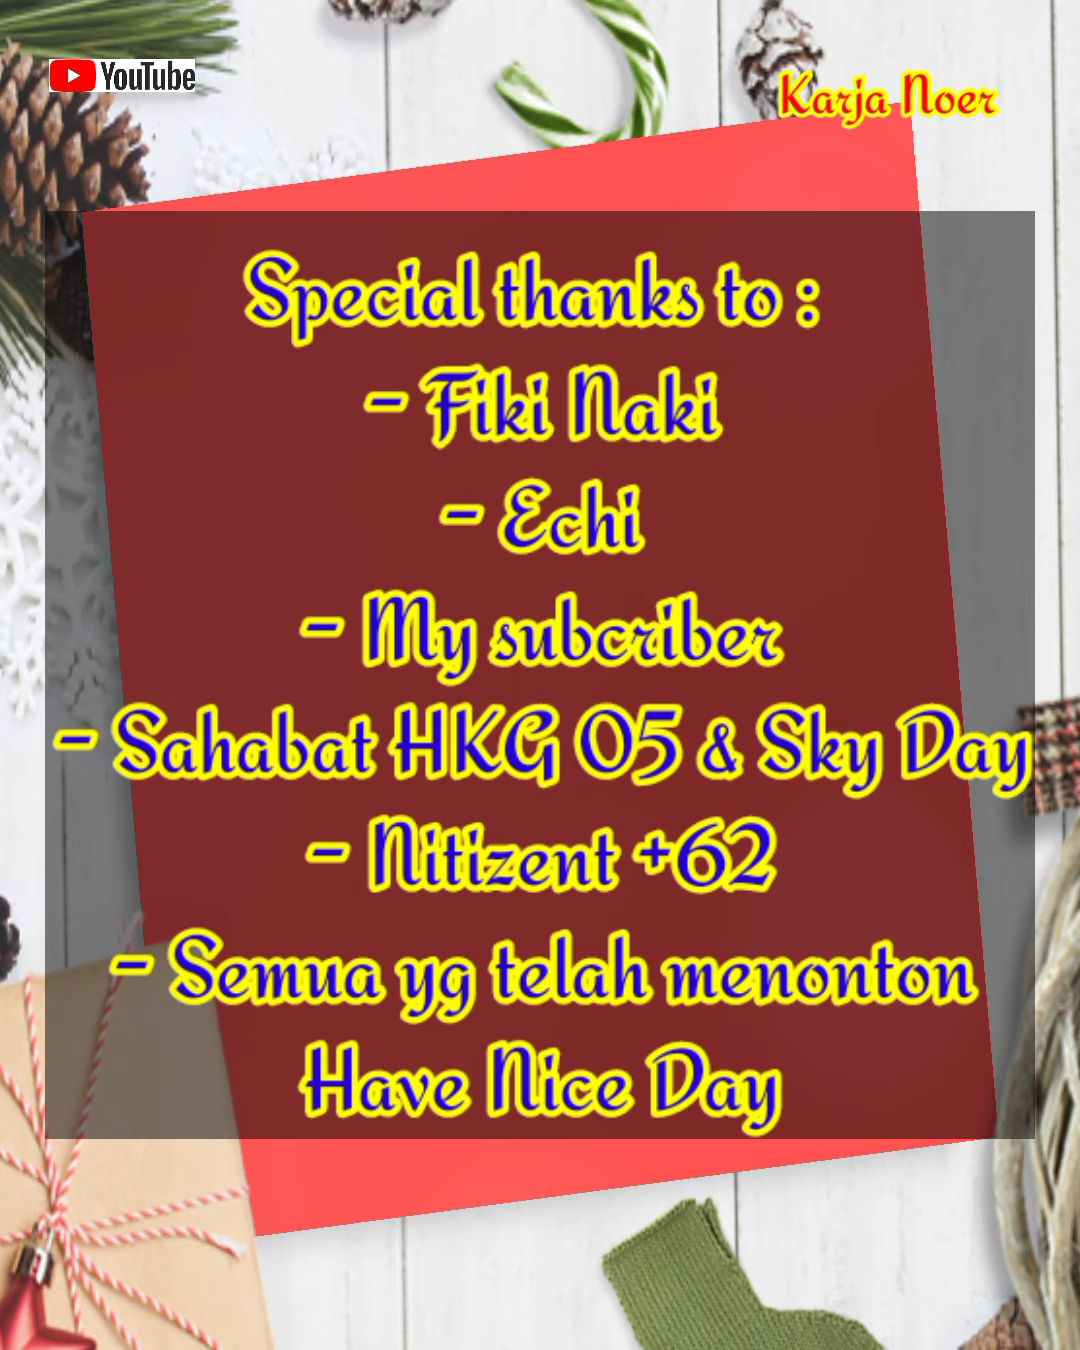 YouTube
Karja Noer
Special thanks to :
- Fiki Naki
- Echi
- My subcriber
- Sahabat HKG 05 & Sky Day
- Nitizent +62
- Semua yg telah menonton
Have Nice Day